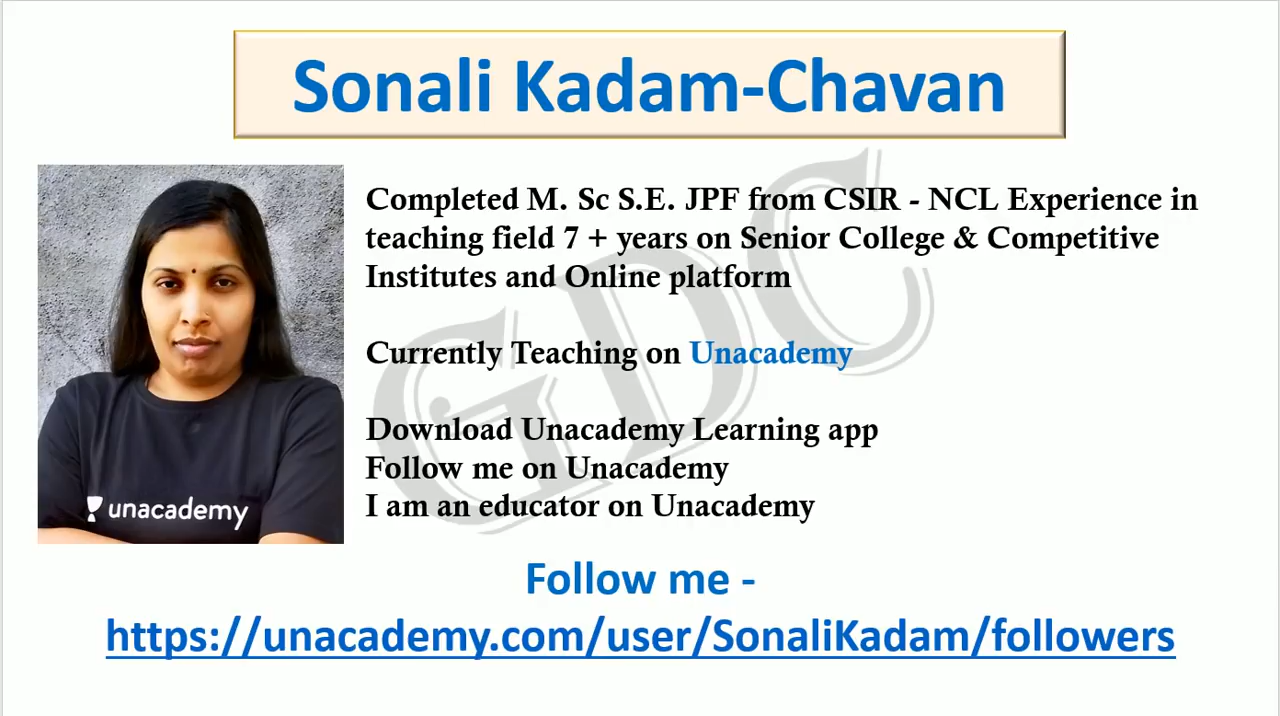 Sonali Kadam-Chavan
Completed M. Sc S.E. JPF from CSIR - NCL Experience in
teaching field 7 + years on Senior College & Competitive
Institutes and Online platform
Currently Teaching on Unacademy
Download Unacademy Learning app
Follow me on Unacademy
I am an educator on Unacademy
unacademy
GDC
Follow me -
https://unacademy.com/user/SonaliKadam/followers